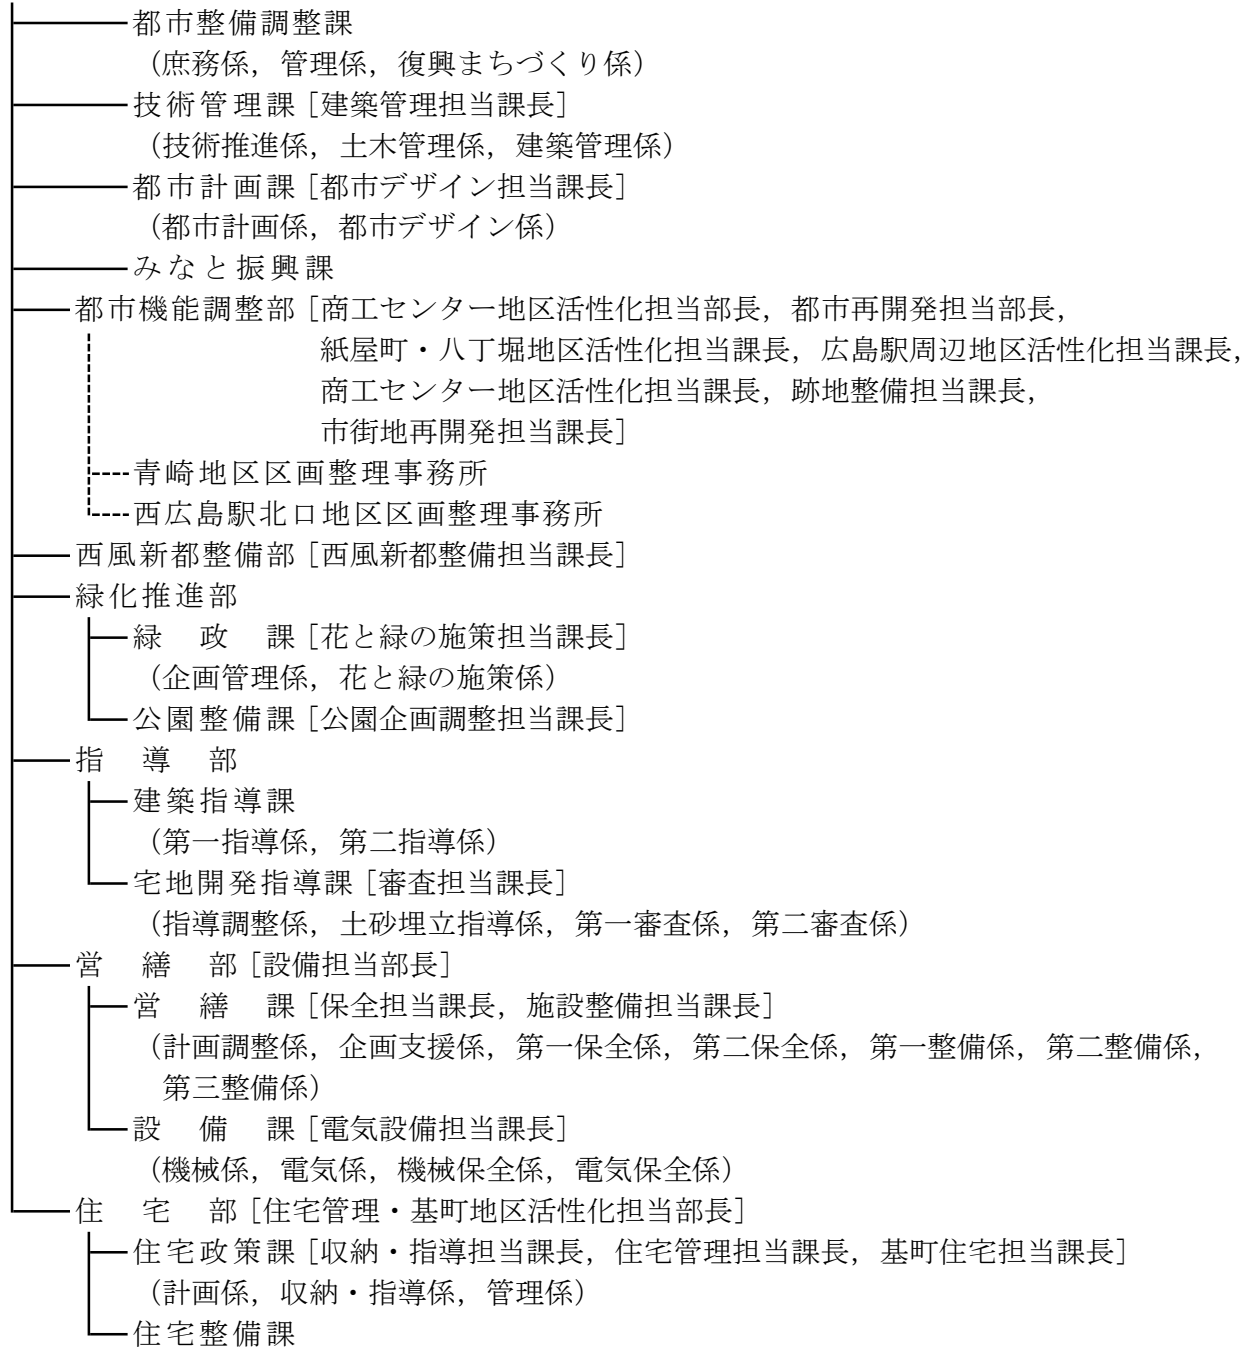 都市整備調整課
（庶務係，管理係，復興まちづくり係）
技術管理課［建築管理担当課長］
（技術推進係，土木管理係，建築管理係）
都市計画課［都市デザイン担当課長］
（都市計画係，都市デザイン係）
みなと振興課
都市機能調整部［商工センター地区活性化担当部長，都市再開発担当部長，
紙屋町・八丁堀地区活性化担当課長，広島駅周辺地区活性化担当課長，
商工センター地区活性化担当課長，跡地整備担当課長，
市街地再開発担当課長］
青崎地区区画整理事務所
西広島駅北口地区区画整理事務所
西風新都整備部［西風新都整備担当課長］
緑化推進部
緑　政　課［花と緑の施策担当課長］
（企画管理係，花と緑の施策係）
公園整備課［公園企画調整担当課長］
指　導　部
建築指導課
（第一指導係，第二指導係）
宅地開発指導課［審査担当課長］
（指導調整係，土砂埋立指導係，第一審査係，第二審査係）
営　繕　部［設備担当部長］
営　繕　課［保全担当課長，施設整備担当課長］
（計画調整係，企画支援係，第一保全係，第二保全係，第一整備係，第二整備係，
第三整備係）
設　備　課［電気設備担当課長］
（機械係，電気係，機械保全係，電気保全係）
住　宅　部［住宅管理・基町地区活性化担当部長］
住宅政策課［収納・指導担当課長，住宅管理担当課長，基町住宅担当課長］
（計画係，収納・指導係，管理係）
住宅整備課